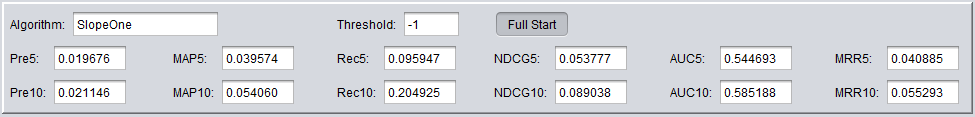 Algorithm: SlopeOne Threshold: -1 Full Start
Pre5: 0.019676 MAP5: 0.039574 Rec5: 0.095947 NDCG5: 0.053777 AUC5: 0.544693 MRR5: 0.040885
Pre10: 0.021146 MAP10: 0.054060 Rec10: 0.204925 NDCG10: 0.089038 AUC10: 0.585188 MRR10: 0.055293